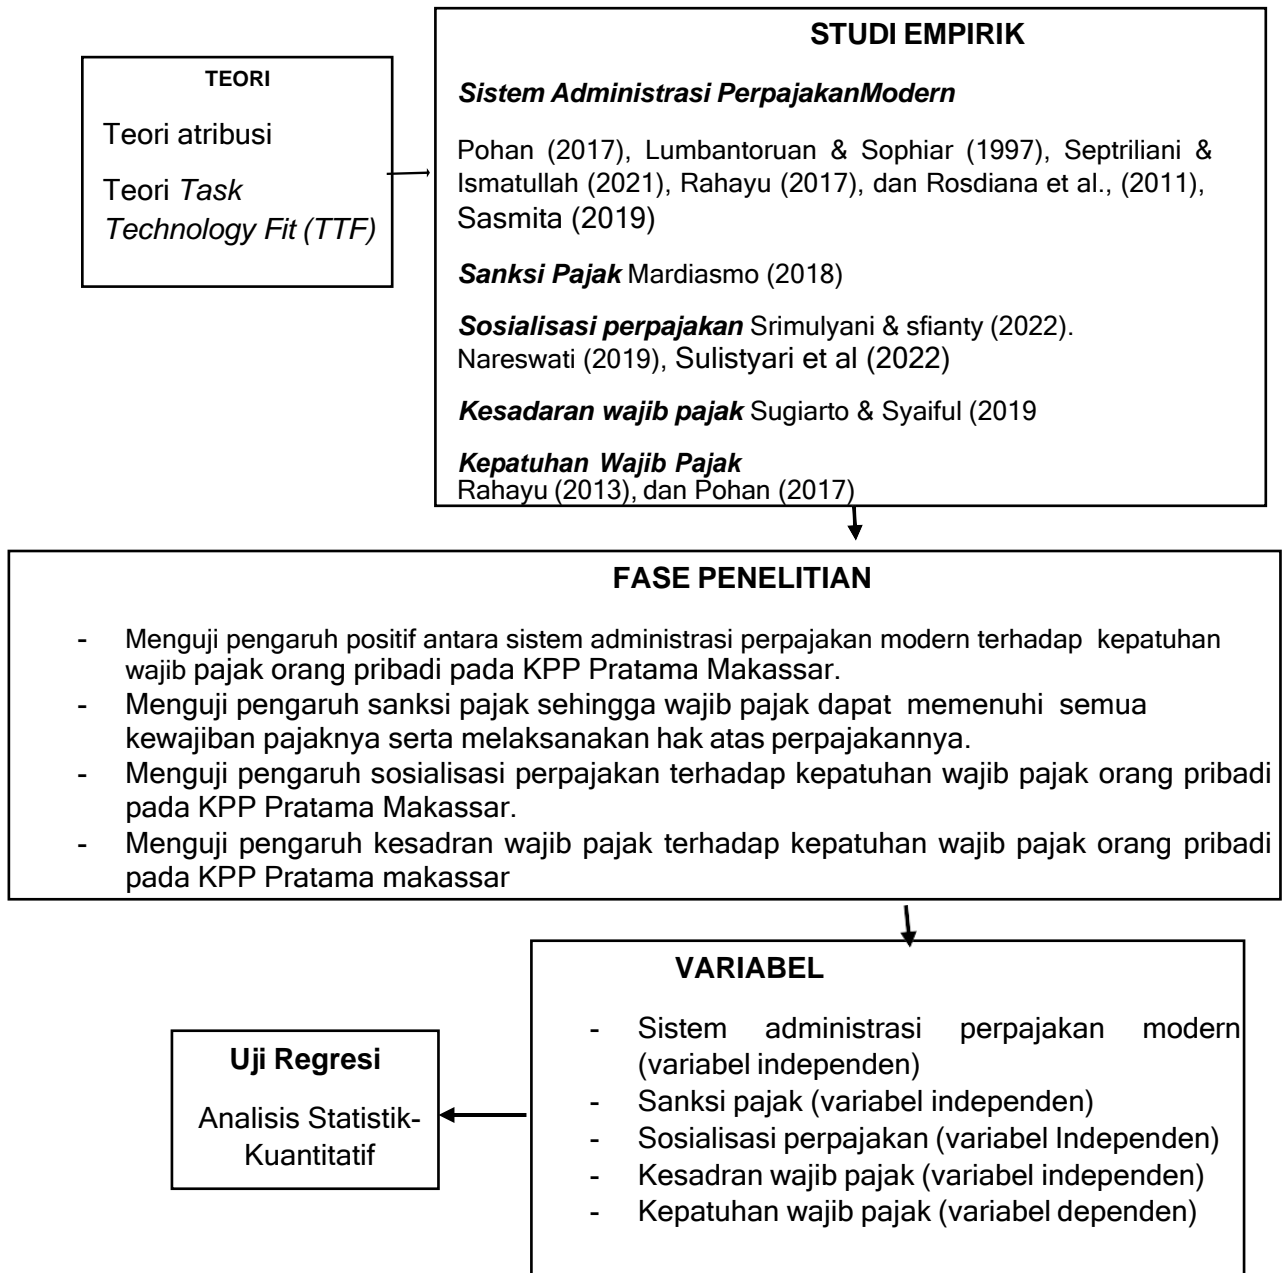 TEORI
Teori atribusi
Teori Task
Technology Fit (TTF)
STUDI EMPIRIK
Sistem Administrasi PerpajakanModern
Pohan (2017), Lumbantoruan & Sophiar (1997), Septriliani &
Ismatullah (2021), Rahayu (2017), dan Rosdiana et al., (2011),
Sasmita (2019)
Sanksi Pajak Mardiasmo (2018)
Sosialisasi perpajakan Srimulyani & sfianty (2022).
Nareswati (2019), Sulistyari et al (2022)
Kesadaran wajib pajak Sugiarto & Syaiful (2019
Kepatuhan Wajib Pajak
Rahayu (2013), dan Pohan (2017)
FASE PENELITIAN
- Menguji pengaruh positif antara sistem administrasi perpajakan modern terhadap kepatuhan
wajib pajak orang pribadi pada KPP Pratama Makassar.
- Menguji pengaruh sanksi pajak sehingga wajib pajak dapat memenuhi semua
kewajiban pajaknya serta melaksanakan hak atas perpajakannya.
- Menguji pengaruh sosialisasi perpajakan terhadap kepatuhan wajib pajak orang pribadi
pada KPP Pratama Makassar.
- Menguji pengaruh kesadran wajib pajak terhadap kepatuhan wajib pajak orang pribadi
pada KPP Pratama makassar
VARIABEL
- Sistem administrasi perpajakan modern
(variabel independen)
- Sanksi pajak (variabel independen)
- Sosialisasi perpajakan (variabel Independen)
- Kesadran wajib pajak (variabel independen)
- Kepatuhan wajib pajak (variabel dependen)
Uji Regresi
Analisis Statistik-
Kuantitatif